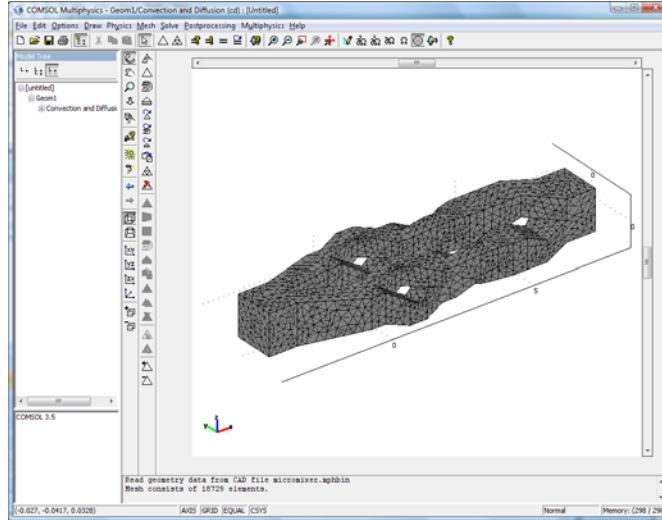 COMSOL Multiphysics - Geom1/Convection and Diffusion (cd) : [Untitled]
File Edit Options Draw Physics Mesh Solve Postprocessing Multiphysics Help
Model Tree
[untitled]
Geom1
Convection and Diffusi
0
0
5
0
z
y
x
COMSOL 3.5
Read geometry data from CAD file micromixer.mphbin
Mesh consists of 18729 elements.
(-0.027, -0.0417, 0.0328)
AXIS GRID EQUAL CSYS
Normal
Memory: (298 / 298